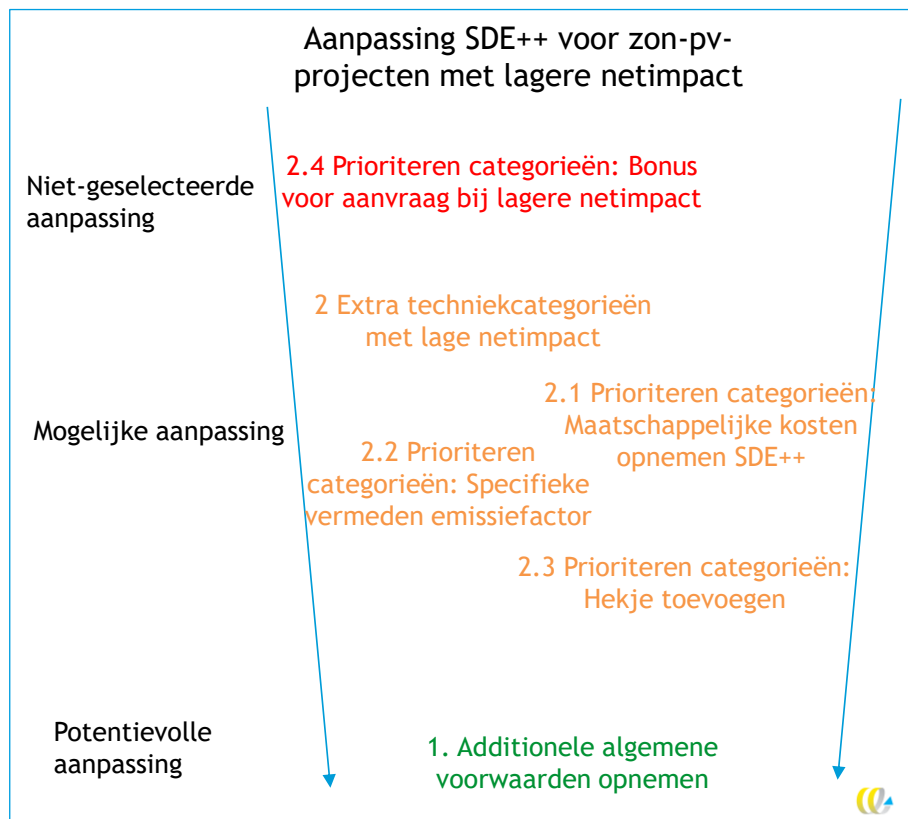 Aanpassing SDE++ voor zon-pv-
projecten met lagere netimpact
Niet-geselecteerde
aanpassing
2.4 Prioriteren categorieën: Bonus
voor aanvraag bij lagere netimpact
2 Extra techniekcategorieën
met lage netimpact
Mogelijke aanpassing
2.1 Prioriteren categorieën:
Maatschappelijke kosten
opnemen SDE++
2.2 Prioriteren
categorieën: Specifieke
vermeden emissiefactor
2.3 Prioriteren categorieën:
Hekje toevoegen
Potentievolle
aanpassing
1. Additionele algemene
voorwaarden opnemen